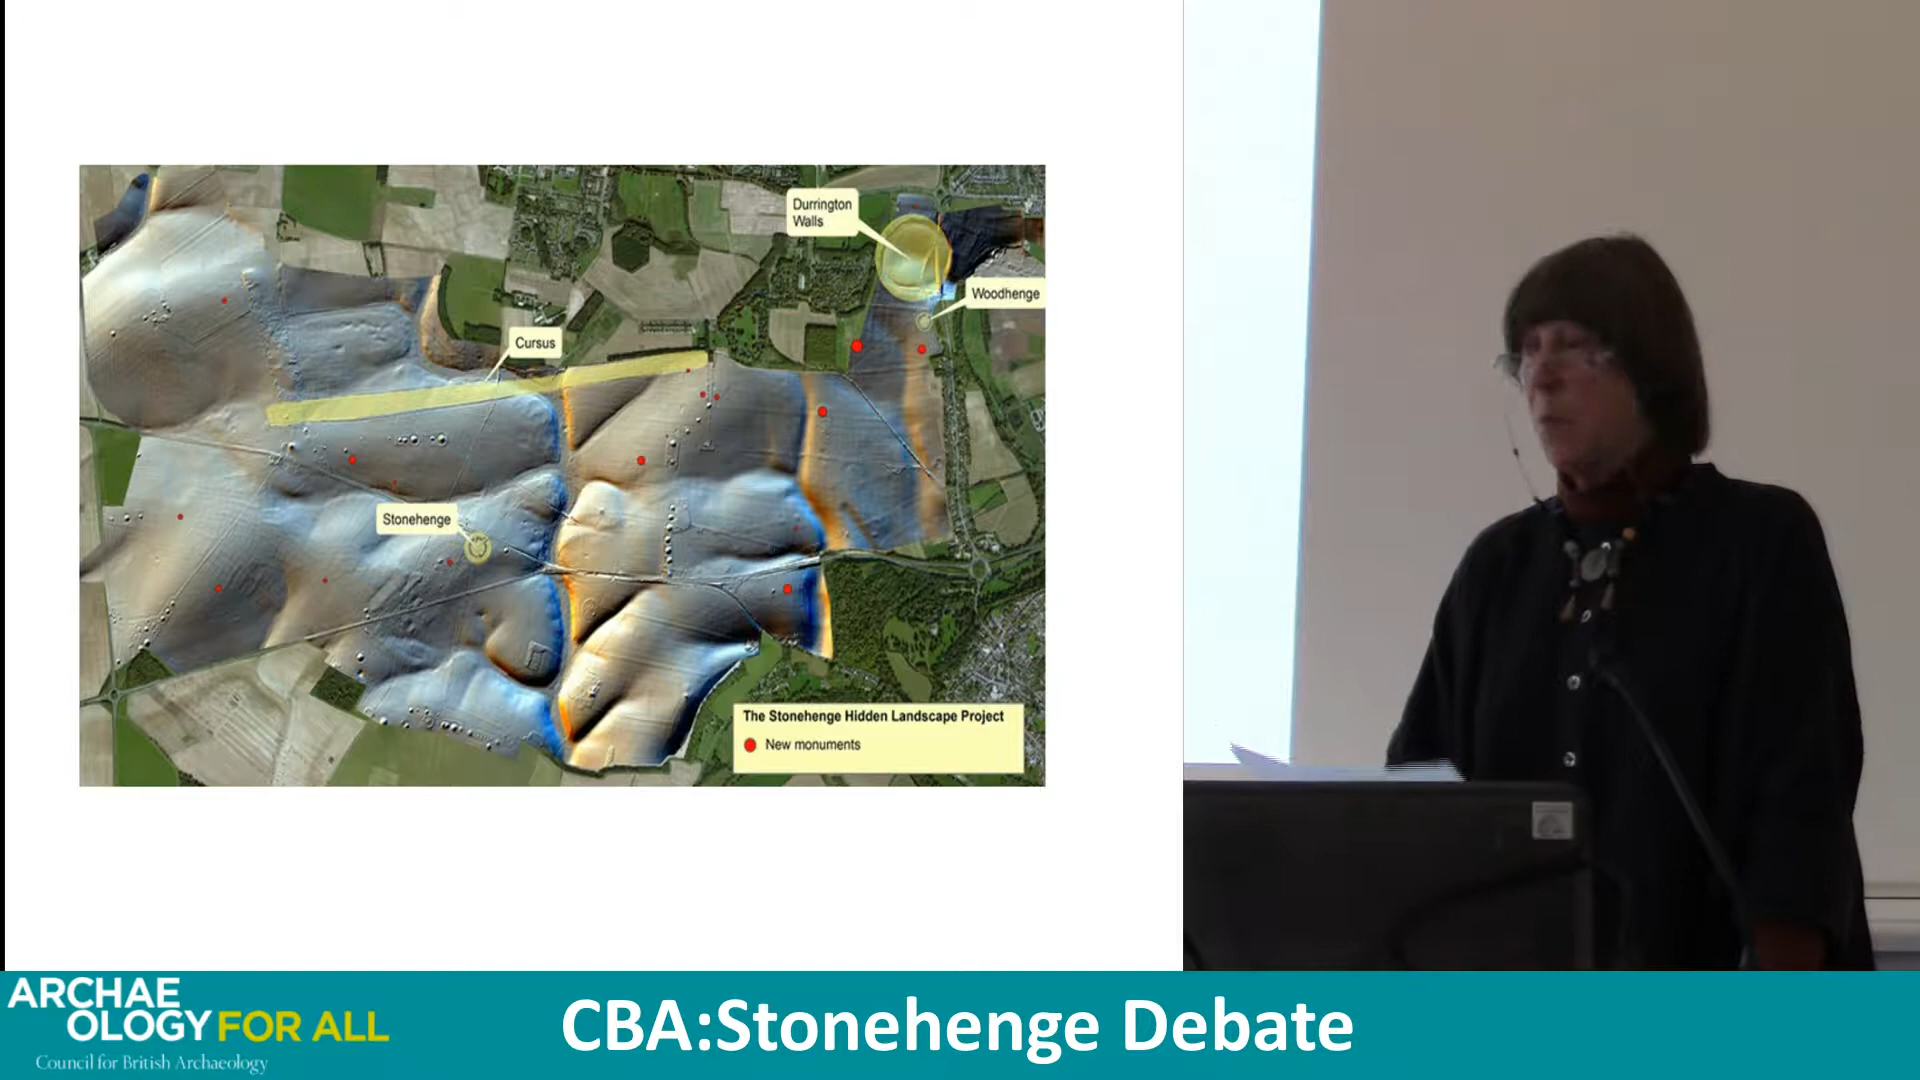 Durrington
Walls
Woodhenge
Cursus
Stonehenge
The Stonehenge Hidden Landscape Project
New monuments
ARCHAE
OLOGY FOR ALL
Council for British Archaeology
CBA:Stonehenge Debate